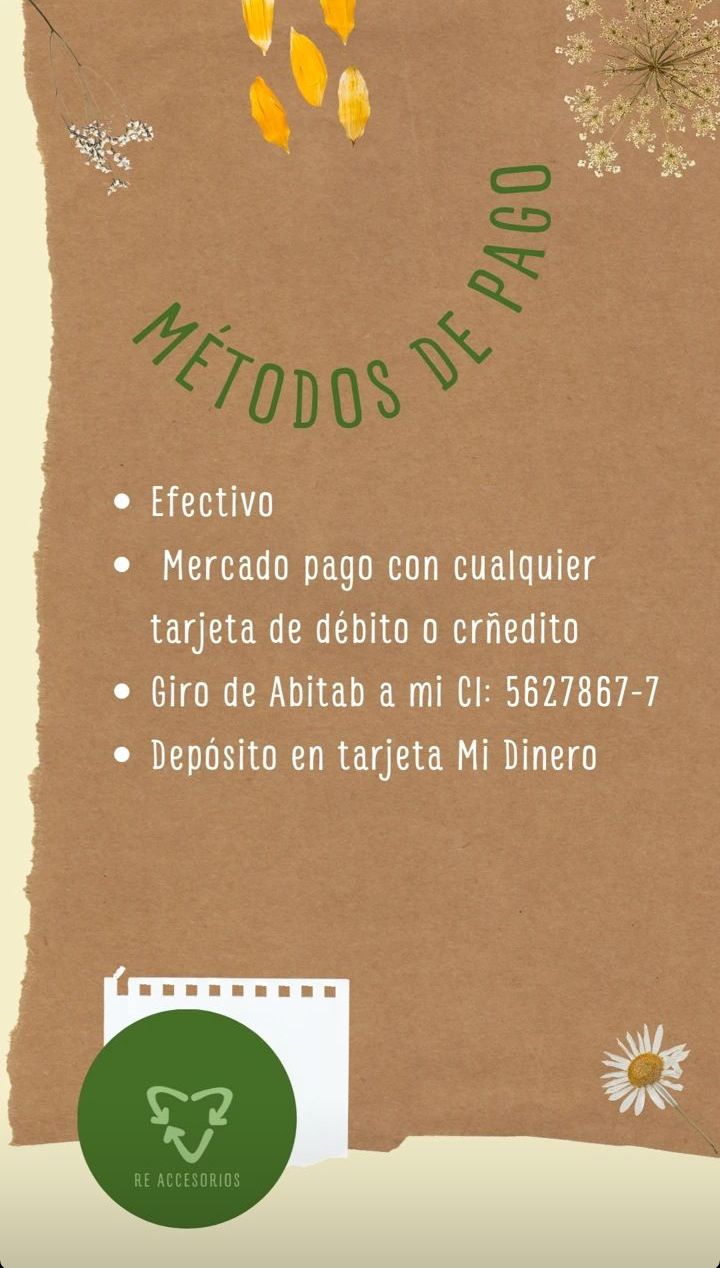 MÉTODOS DE PAGO
• Efectivo
• Mercado pago con cualquier
tarjeta de débito o crñedito
• Giro de Abitab a mi CI: 5627867-7
• Depósito en tarjeta Mi Dinero
RE ACCESORIOS